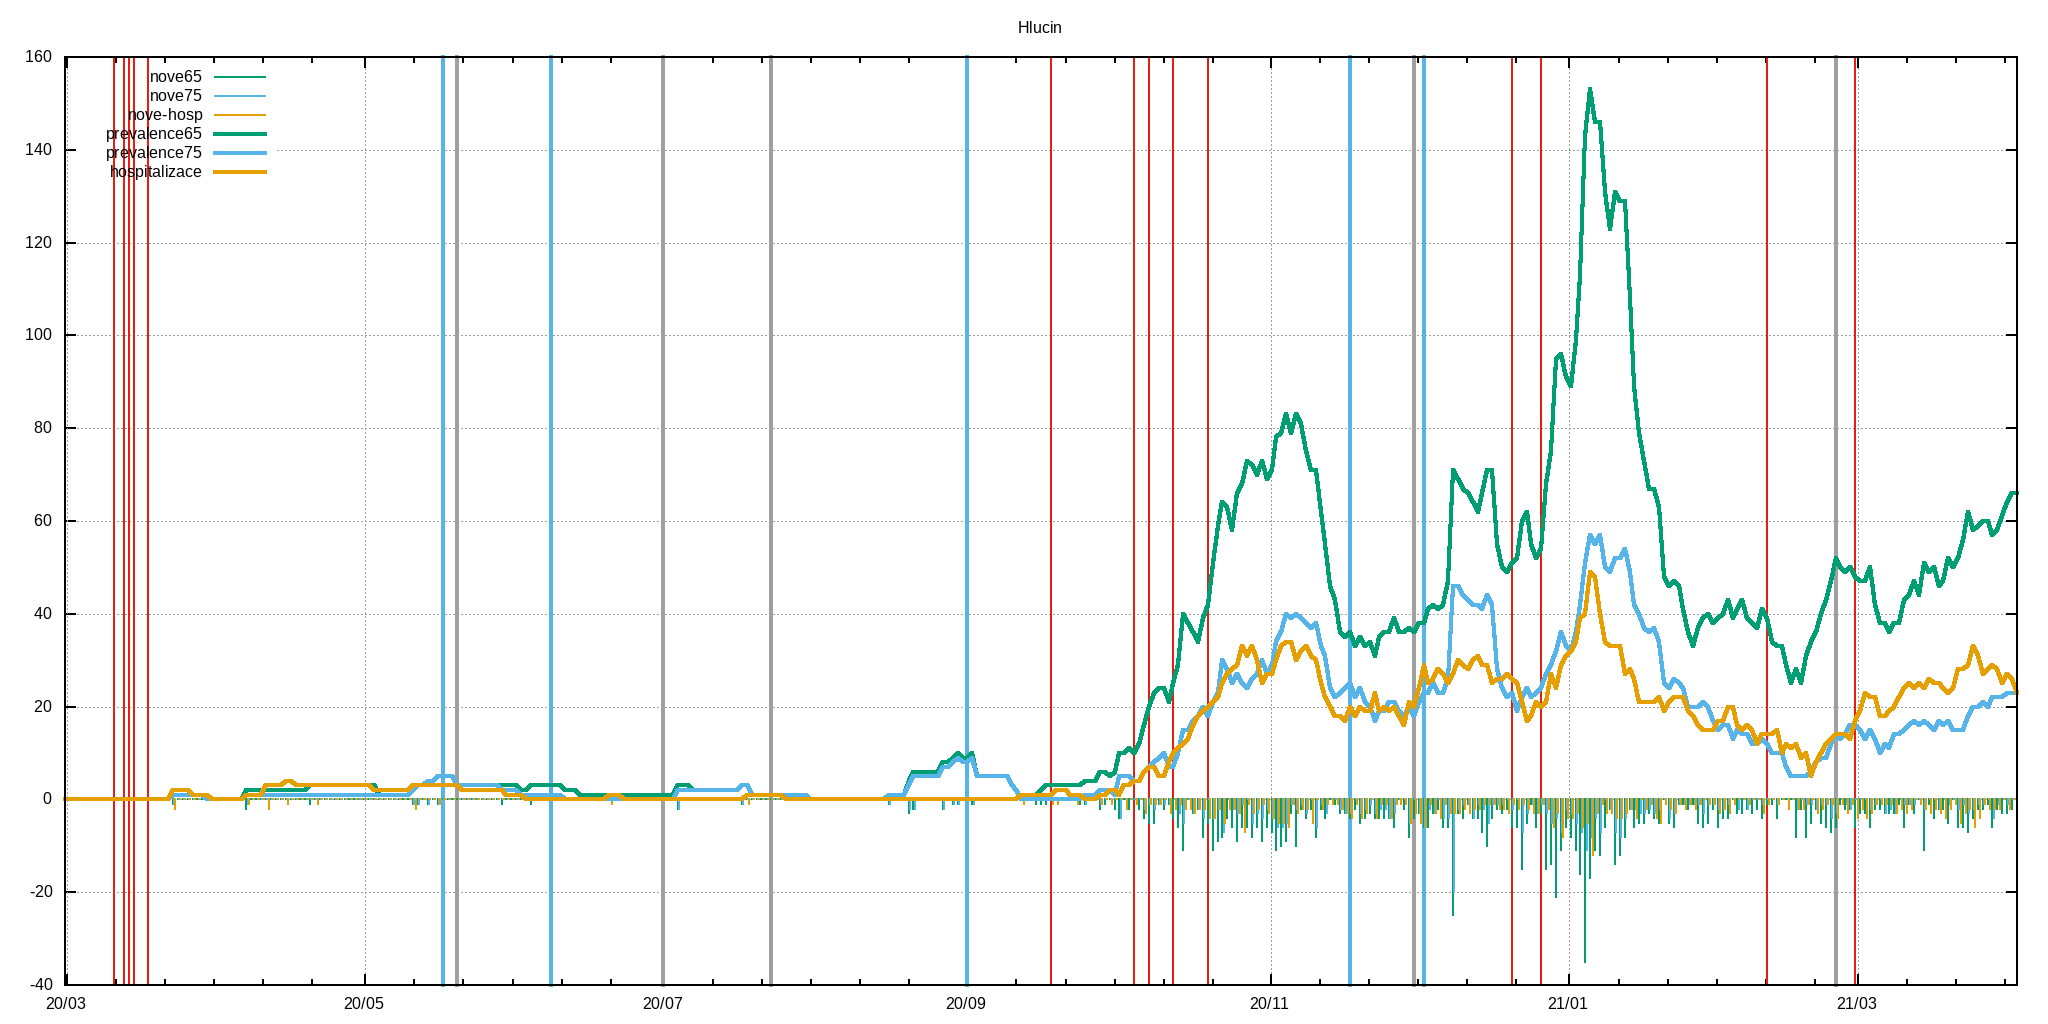 Hlucin
160
140
120
100
80
60
40
20
0
-20
-40
nove65
nove75
nove-hosp
prevalence65
prevalence75
hospitalizace
20/03 20/05 20/07 20/09 20/11 21/01 21/03